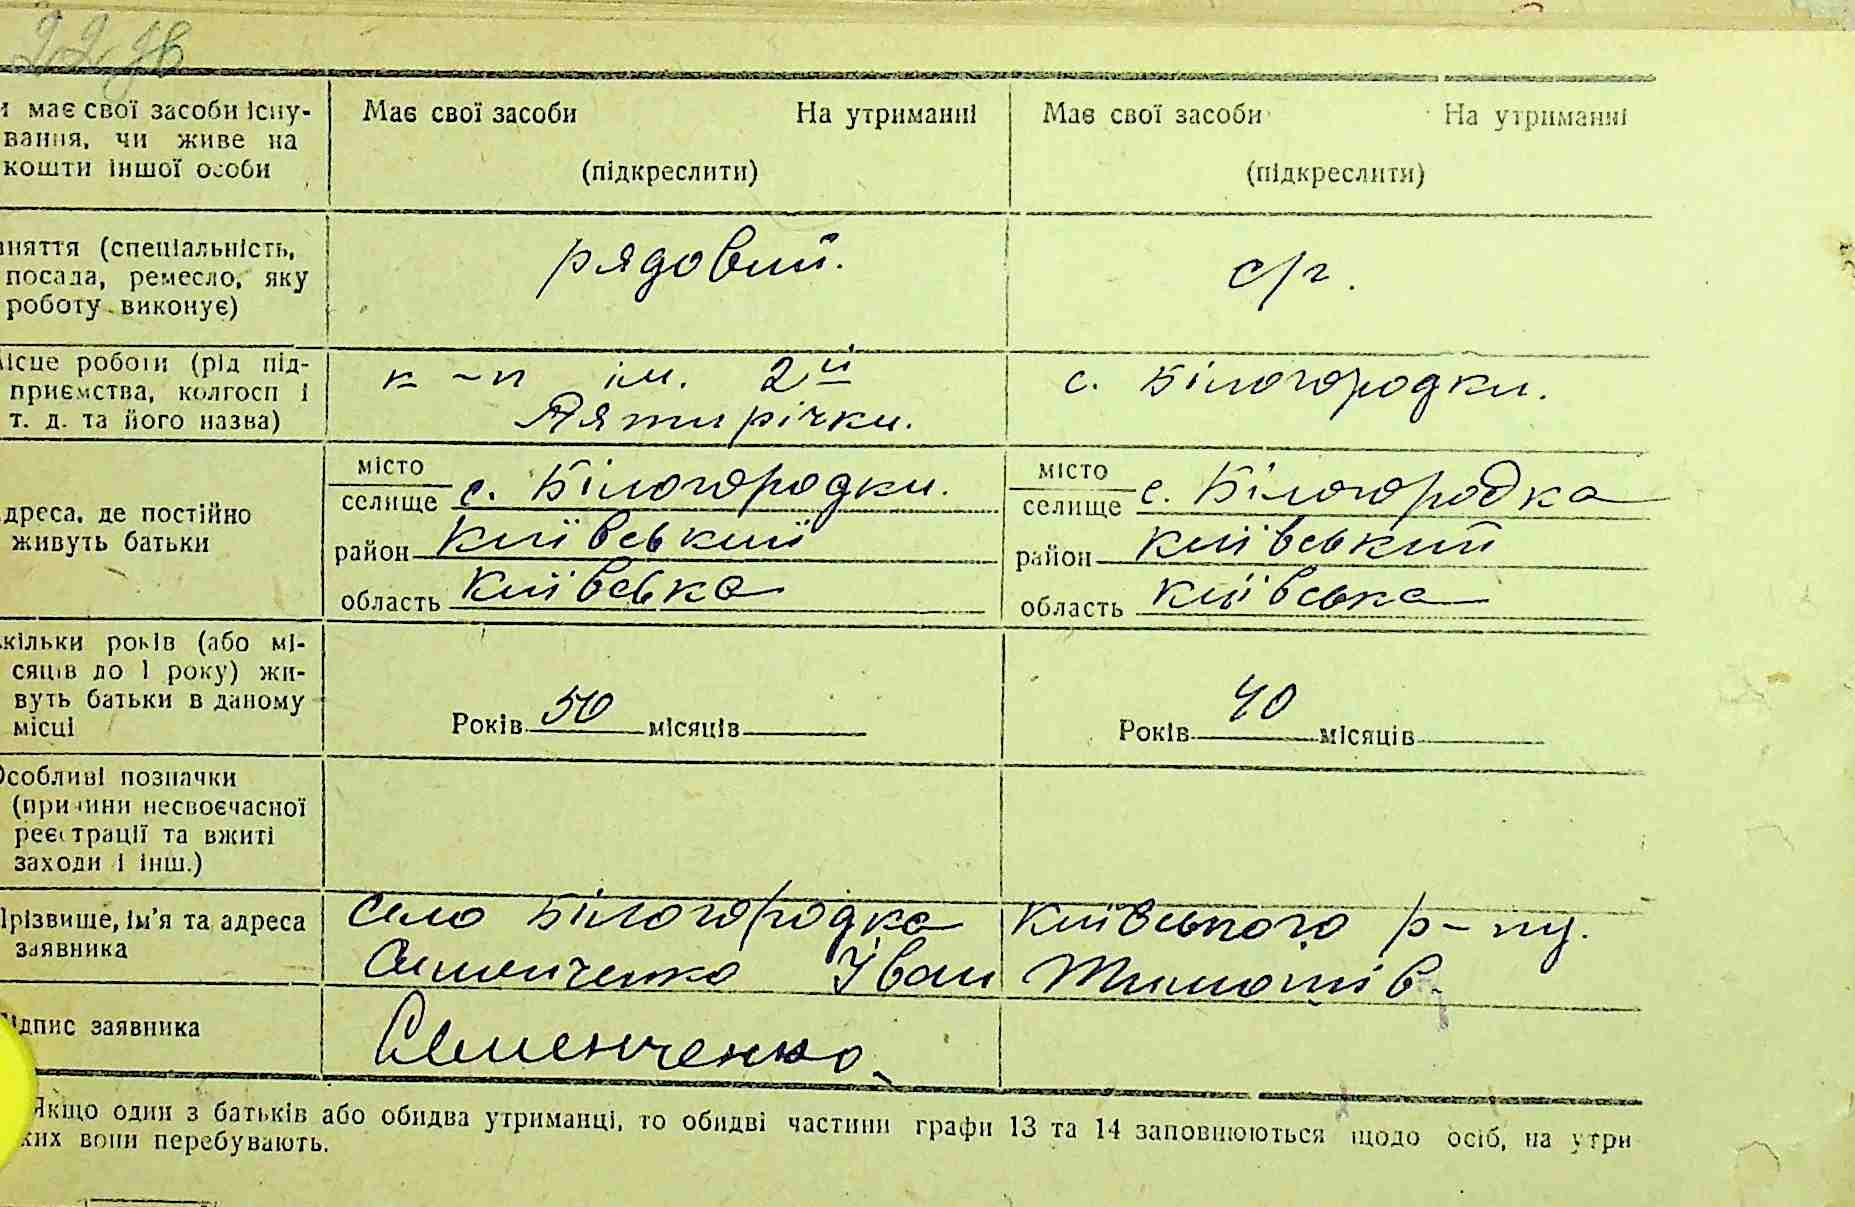 и має свої засоби існу-
вання, чи живе на
кошти іншої особи
Має свої засоби На утриманні
(підкреслити)
Має свої засоби На утриманні
(підкреслити)
аняття (спеціальність,
посада, ремесло, яку
роботу виконує)
рядовий.
с/г.
ісце роботи (рід під-
приємства, колгосп і
т. д. та його назва)
к-п ім. 2й
Пятирічки.
с. Білогородки.
дреса, де постійно
живуть батьки
місто
селище с. Білогородки.
район Київський
область Київська
місто
селище с. Білогородка
район Київський
область Київська
кільки років (або мі-
сяців до 1 року) жи-
вуть батьки в даному
місці
Років 50 місяців
Років 40 місяців
Особливі позначки
(причини несвоєчасної
реєстрації та вжиті
заходи і інш.)
Прізвище, ім'я та адреса
заявника
Село Білогородка Київського р-ну.
Семенченко Іван Тимошів.
ідпис заявника
Семенченко
Якщо один з батьків або обидва утриманці, то обидві частини графи 13 та 14 заповнюються щодо осіб, на утри
ких вони перебувають.